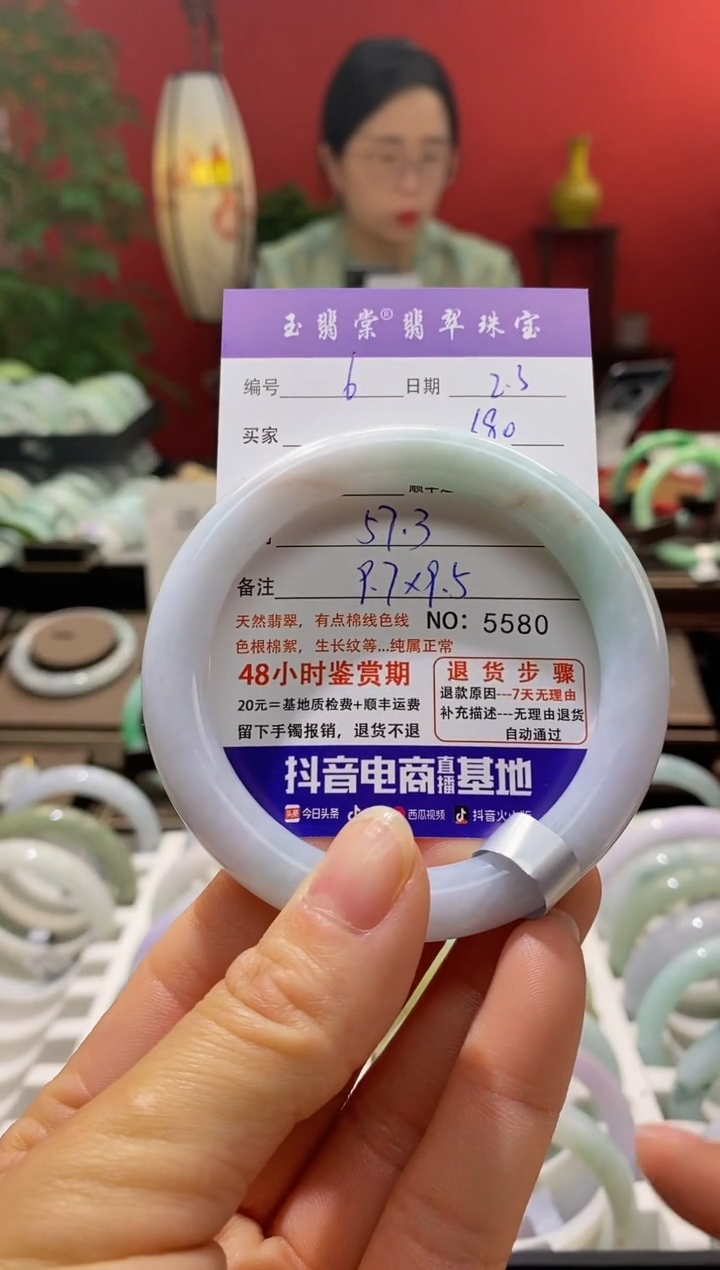 玉翡棠®翡翠珠宝
编号 6 日期 2.3
买家 180
57.3
备注 9.7×9.5
天然翡翠，有点棉线色线 NO: 5580
色根棉絮，生长纹等...纯属正常
48小时鉴赏期
20元=基地质检费+顺丰运费
留下手镯报销，退货不退
退货步骤
退款原因---7天无理由
补充描述---无理由退货
自动通过
抖音电商直播基地
头条 今日头条 西瓜视频 抖音火山版